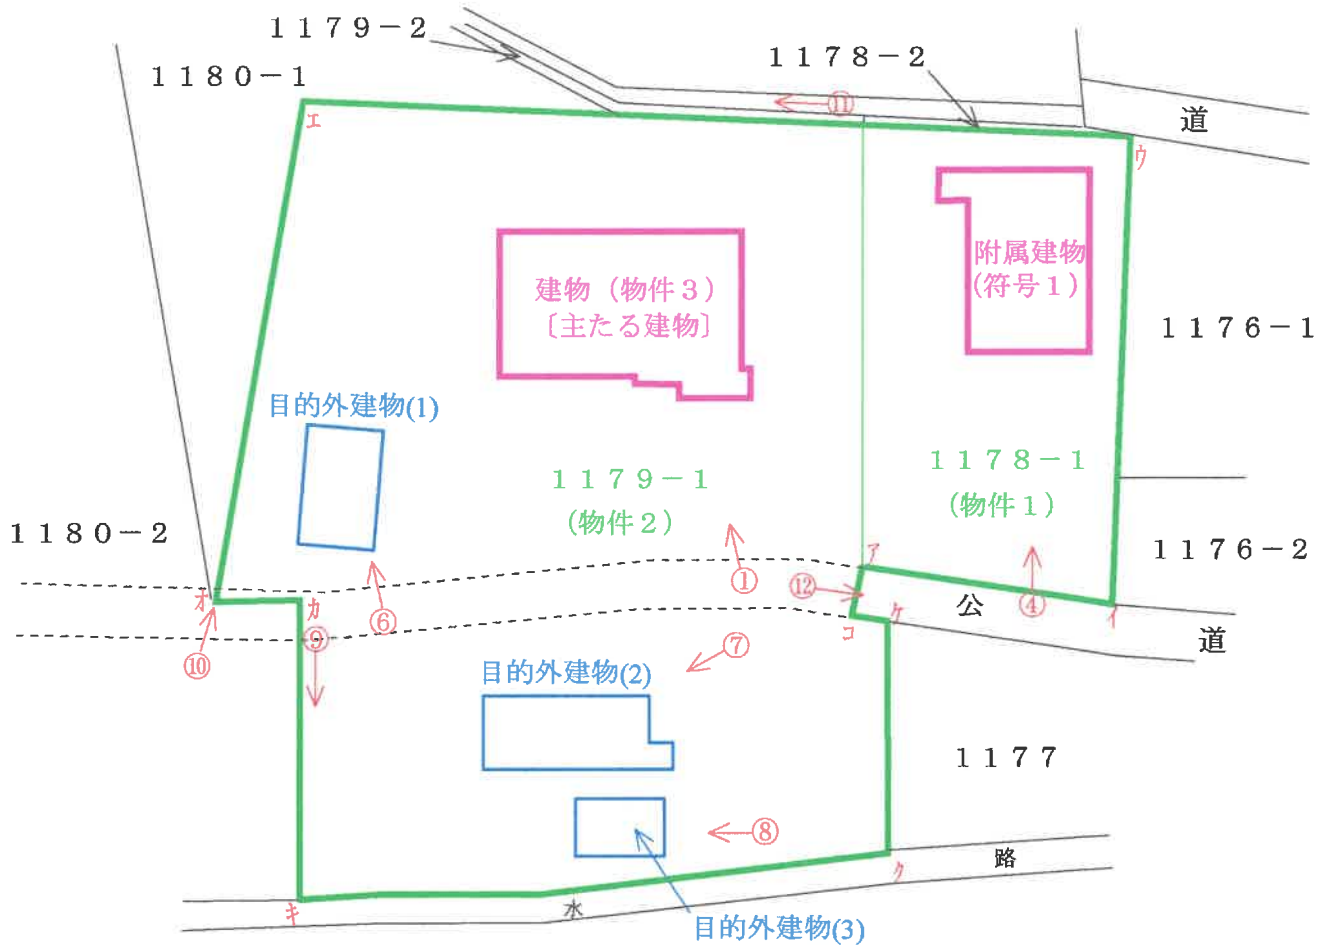 １１７９－２
１１８０－１
１１７８－２
⑪
道
エ
ウ
附属建物
(符号１)
建物（物件３）
〔主たる建物〕
１１７６－１
目的外建物(1)
１１７９－１
(物件２)
１１７８－１
(物件１)
１１８０－２
１１７６－２
ア
①
⑫
④
公
イ
オ
カ
⑥
ケ
コ
道
⑨
⑩
⑦
目的外建物(2)
１１７７
⑧
路
ク
キ
水
目的外建物(3)